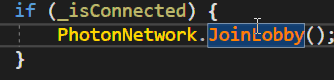 if (_isConnected) {
PhotonNetwork.JoinLobby();
}